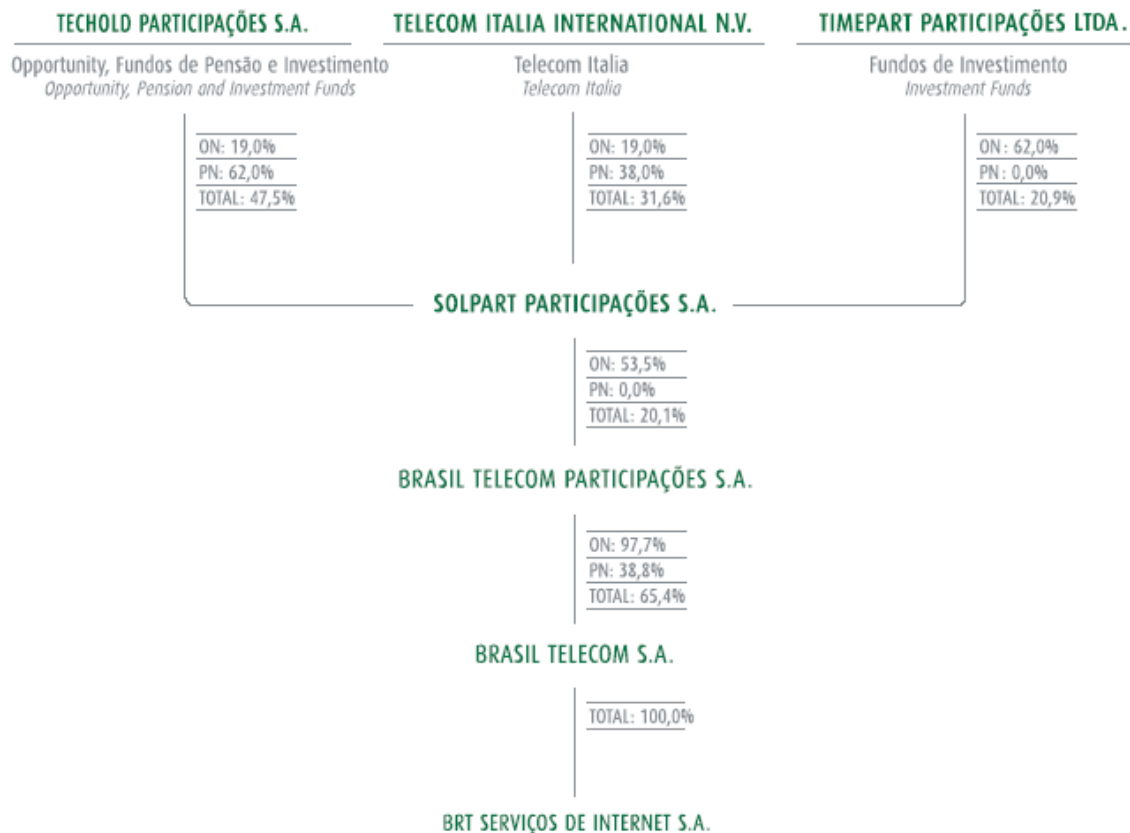 TECHOLD PARTICIPAÇÕES S.A.
Opportunity, Fundos de Pensão e Investimento
Opportunity, Pension and Investment Funds
ON: 19,0%
PN: 62,0%
TOTAL: 47,5%
TELECOM ITALIA INTERNATIONAL N.V.
Telecom Italia
Telecom Italia
ON: 19,0%
PN: 38,0%
TOTAL: 31,6%
TIMEPART PARTICIPAÇÕES LTDA.
Fundos de Investimento
Investment Funds
ON: 62,0%
PN: 0,0%
TOTAL: 20,9%
SOLPART PARTICIPAÇÕES S.A.
ON: 53,5%
PN: 0,0%
TOTAL: 20,1%
BRASIL TELECOM PARTICIPAÇÕES S.A.
ON: 97,7%
PN: 38,8%
TOTAL: 65,4%
BRASIL TELECOM S.A.
TOTAL: 100,0%
BRT SERVIÇOS DE INTERNET S.A.